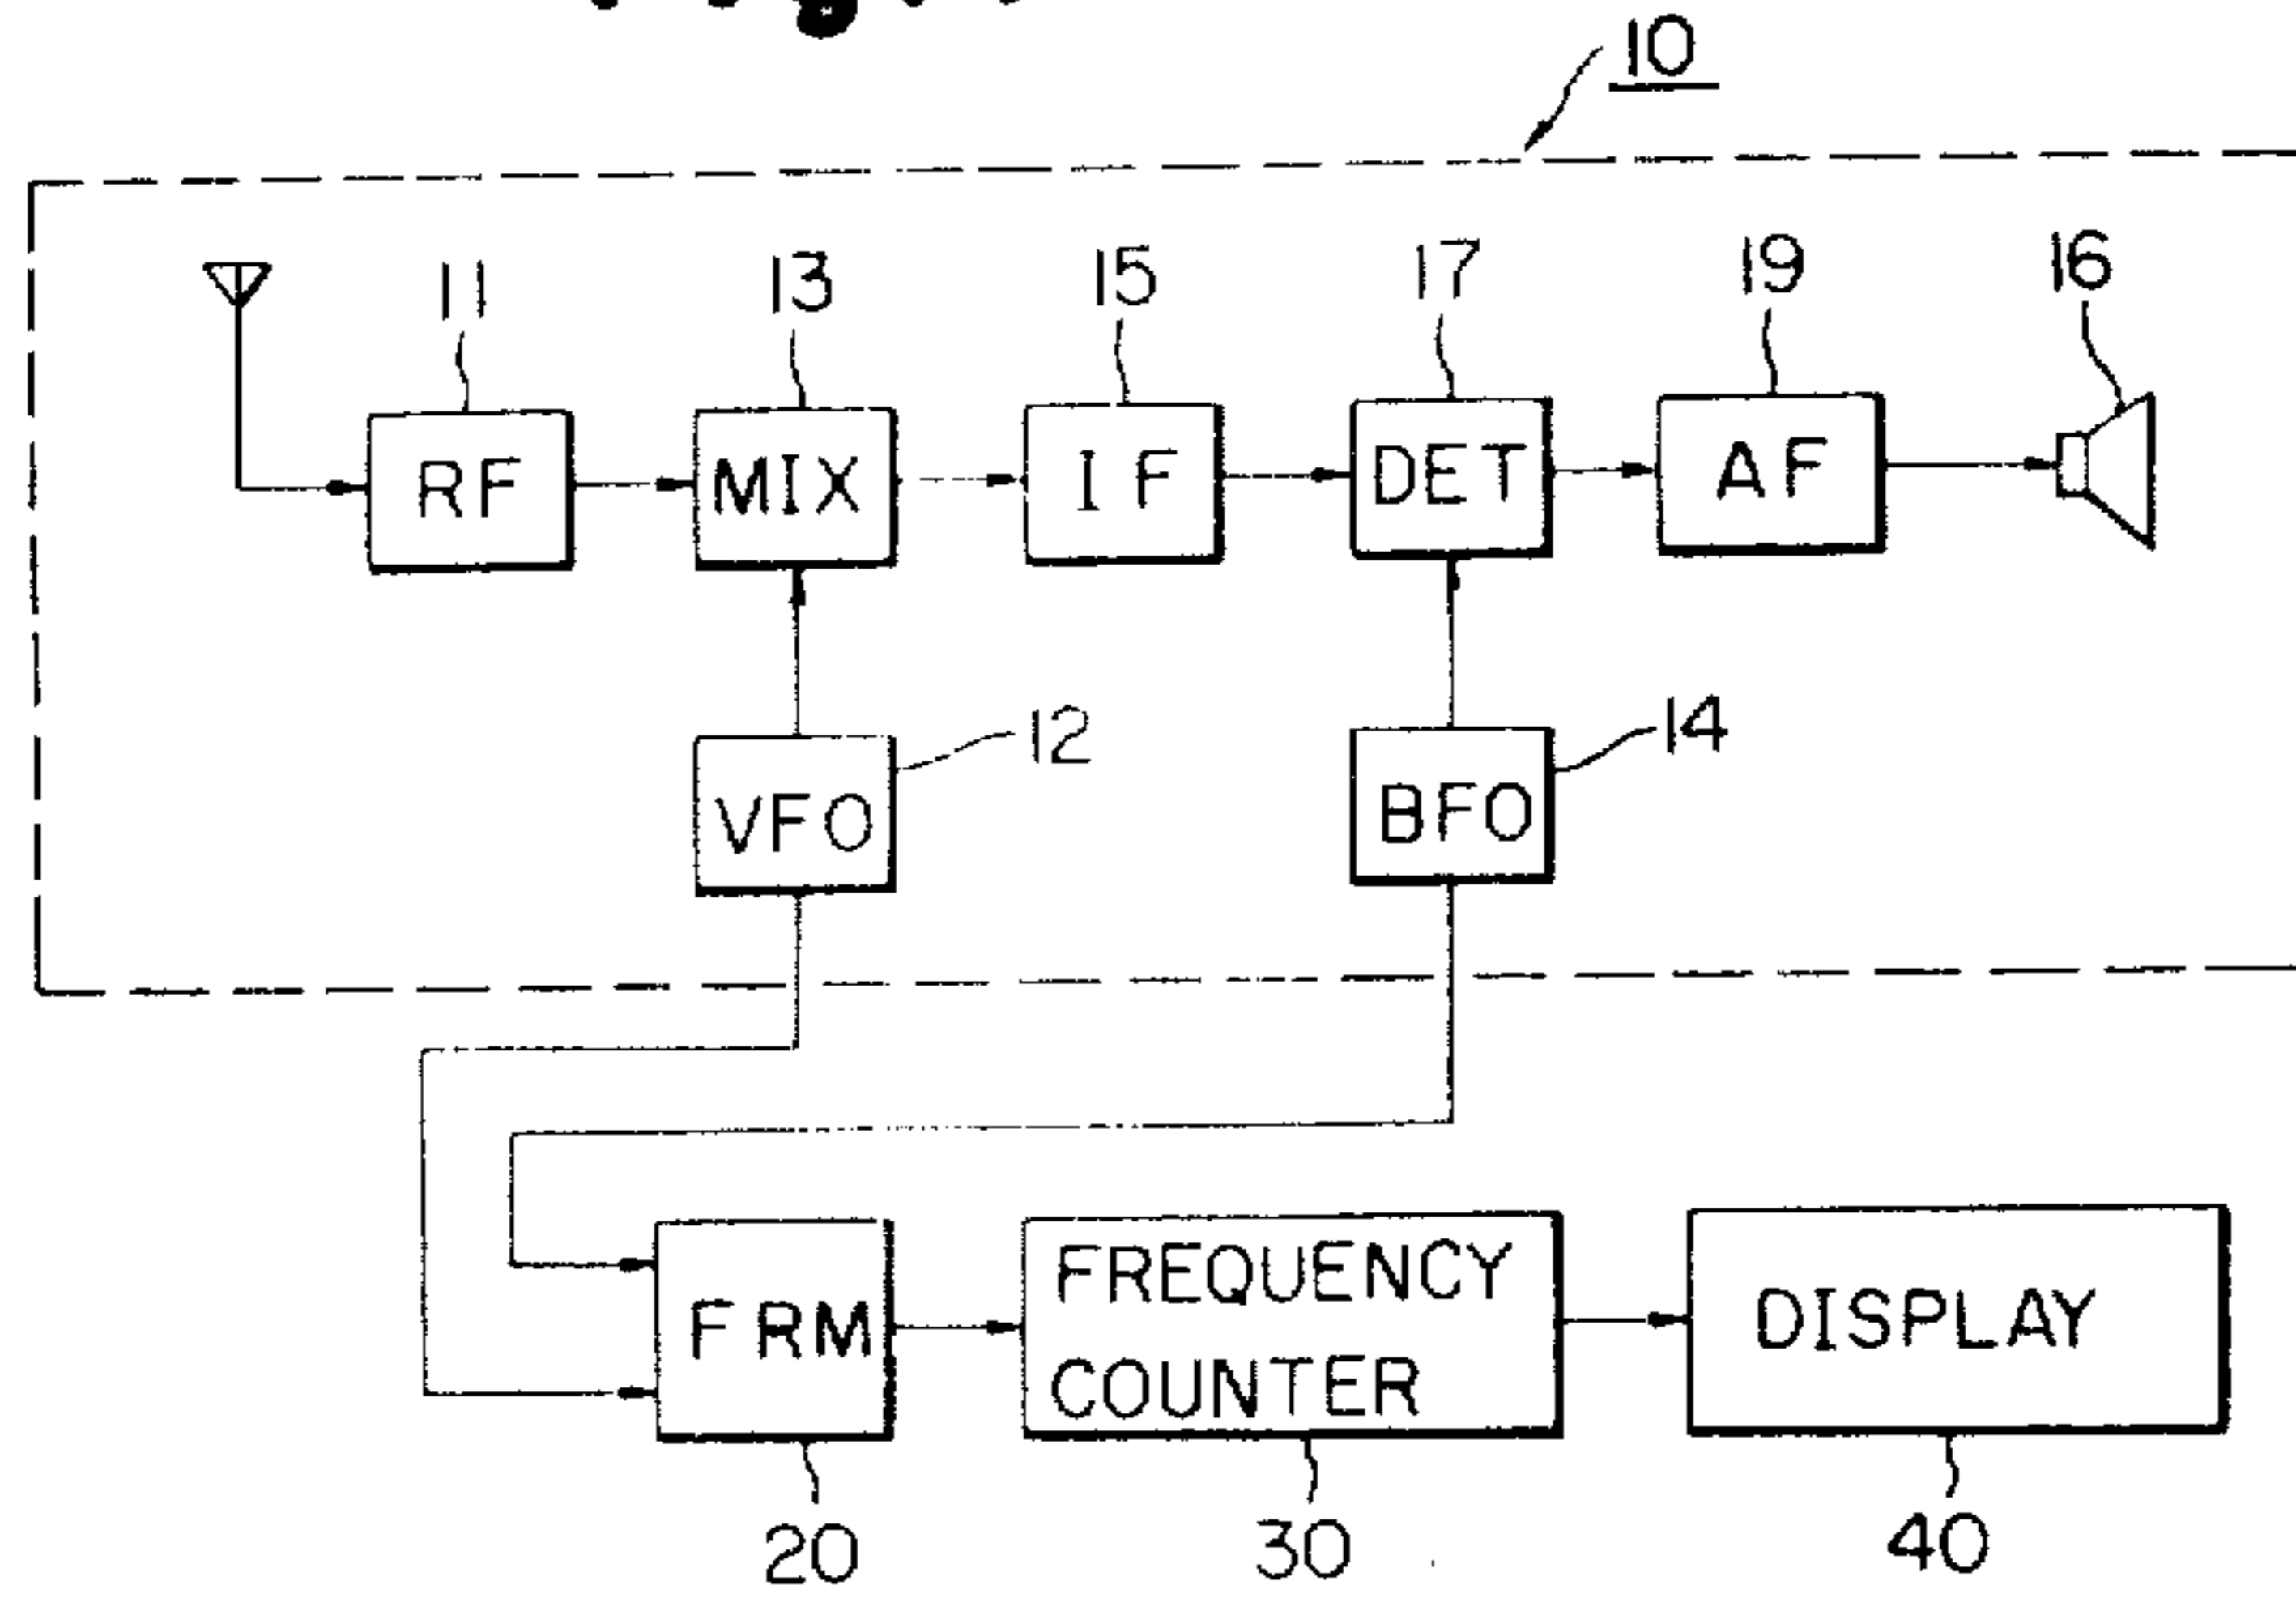 10
11 13 15 17 19 16
RF MIX IF DET AF
12 14
VFO BFO
FRM FREQUENCY COUNTER DISPLAY
20 30 40